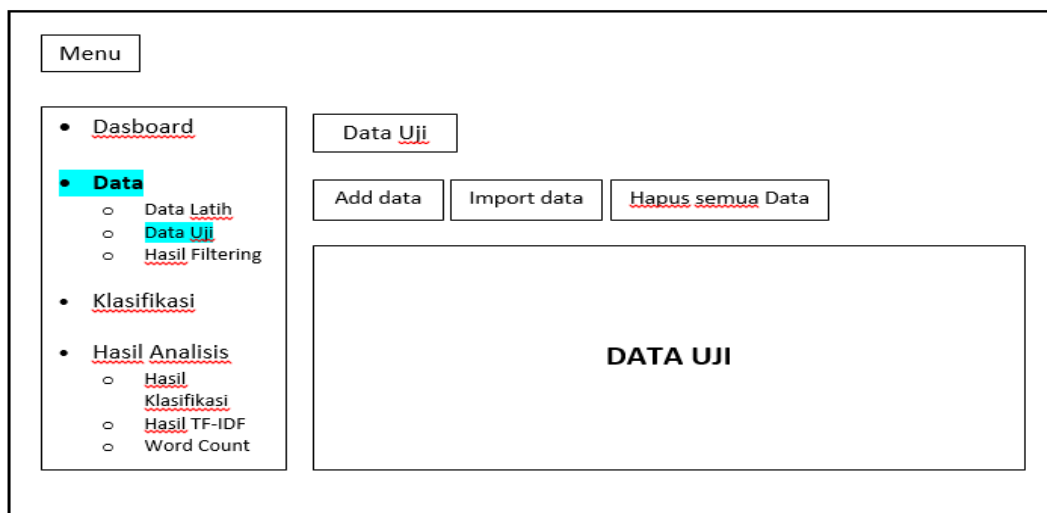 Menu
Dasboard
Data
Data Latih
Data Uji
Hasil Filtering
Klasifikasi
Hasil Analisis
Hasil
Klasifikasi
Hasil TF-IDF
Word Count
Data Uji
Add data
Import data
Hapus semua Data
DATA UJI